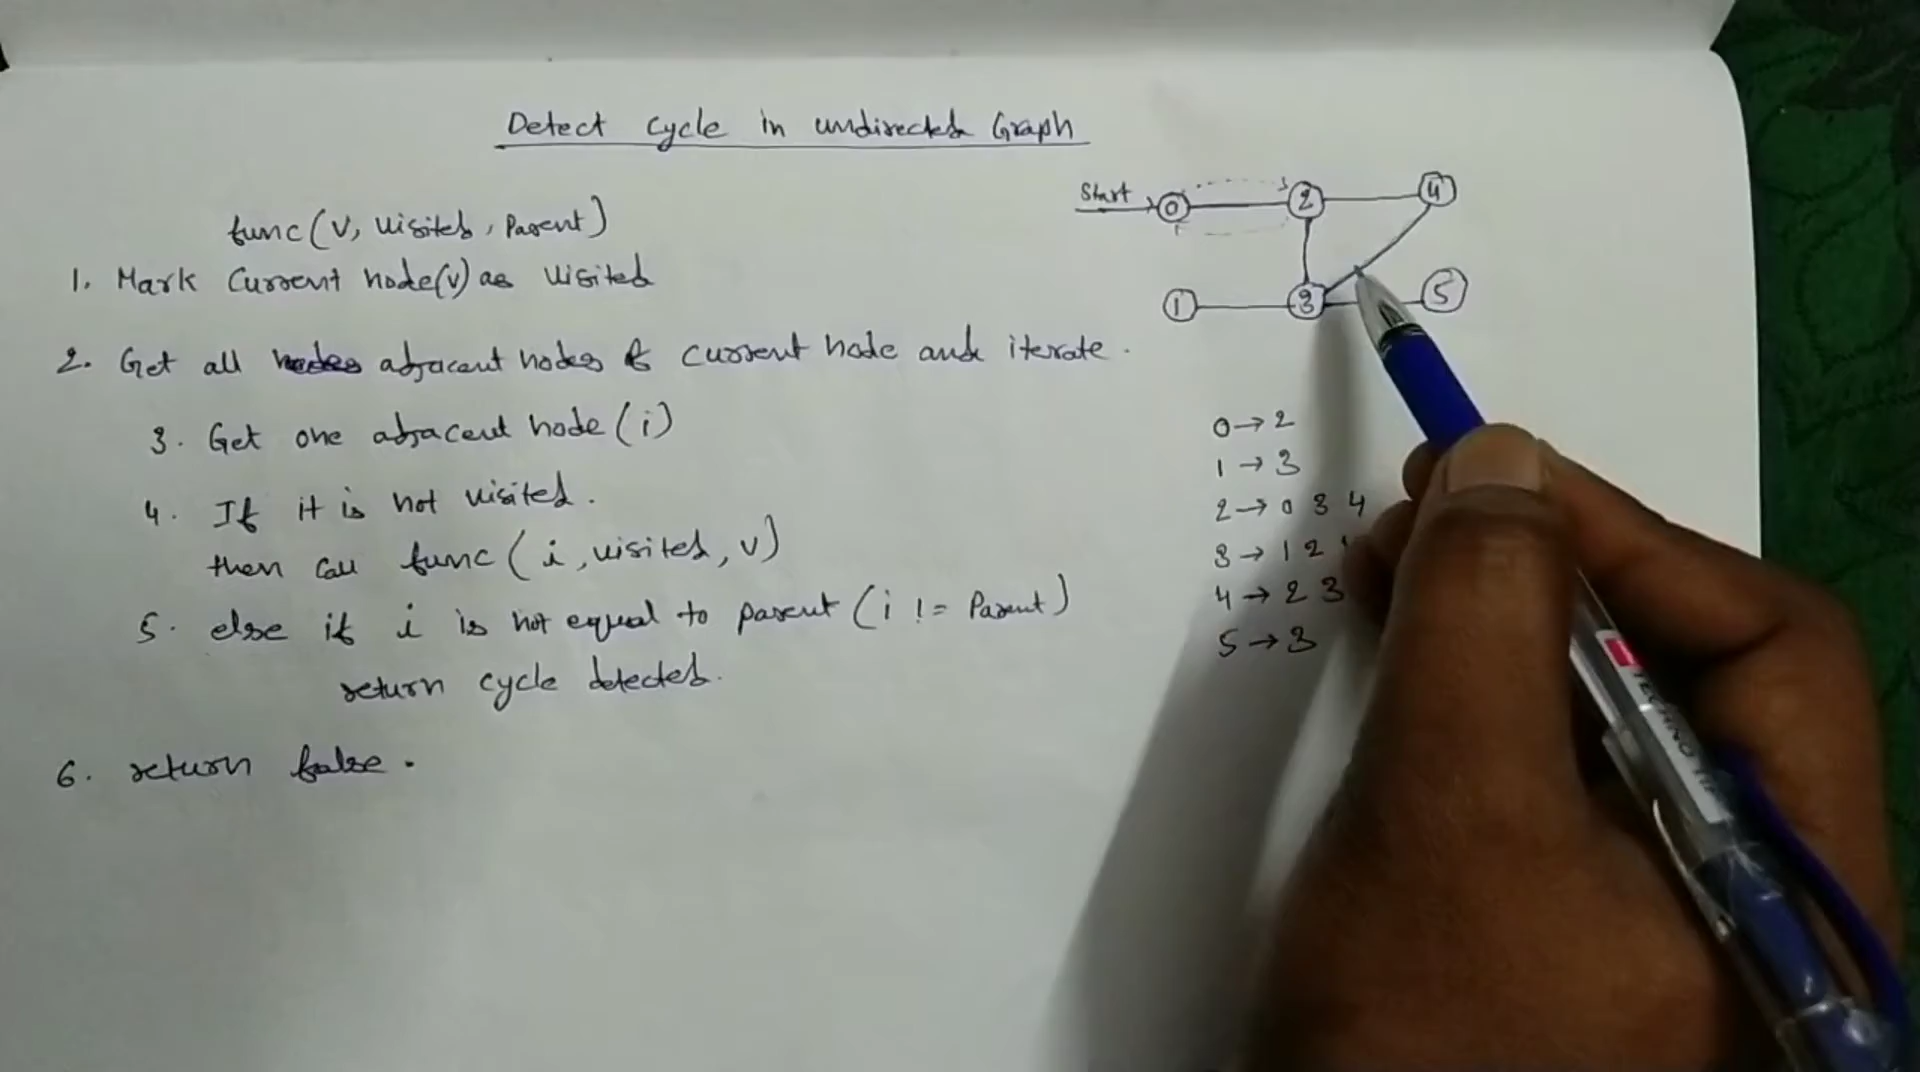 Detect Cycle in undirected Graph
func(V, visited, Parent)
1. Mark Current node(v) as visited
2. Get all adjacent nodes of current node and iterate.
3. Get one adjacent node (i)
4. If it is not visited.
then call func(i, visited, v)
5. else if i is not equal to parent (i != Parent)
return cycle detected.
6. return false.
Start
0 2 4
1 3 5
0→2
1→3
2→0 3 4
3→1 2
4→2 3
5→3